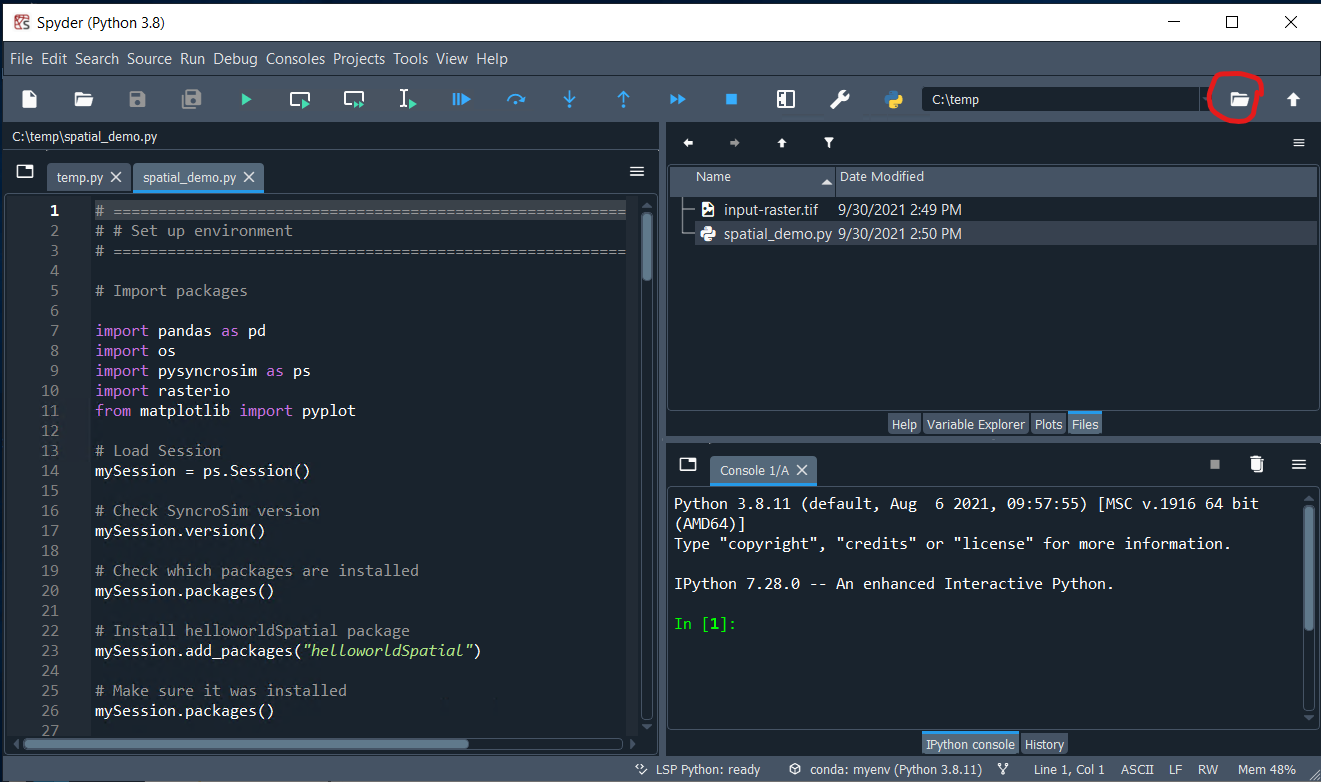 Spyder (Python 3.8)
File Edit Search Source Run Debug Consoles Projects Tools View Help
C:\temp
C:\temp\spatial_demo.py
temp.py
spatial_demo.py
1 # =========================================================
2 # # Set up environment
3 # =========================================================
4
5 # Import packages
6
7 import pandas as pd
8 import os
9 import pysyncrosim as ps
10 import rasterio
11 from matplotlib import pyplot
12
13 # Load Session
14 mySession = ps.Session()
15
16 # Check SyncroSim version
17 mySession.version()
18
19 # Check which packages are installed
20 mySession.packages()
21
22 # Install helloworldSpatial package
23 mySession.add_packages("helloworldSpatial")
24
25 # Make sure it was installed
26 mySession.packages()
27
Name Date Modified
input-raster.tif 9/30/2021 2:49 PM
spatial_demo.py 9/30/2021 2:50 PM
Help Variable Explorer Plots Files
Console 1/A
Python 3.8.11 (default, Aug  6 2021, 09:57:55) [MSC v.1916 64 bit
(AMD64)]
Type "copyright", "credits" or "license" for more information.
IPython 7.28.0 -- An enhanced Interactive Python.
In [1]:
IPython console History
LSP Python: ready conda: myenv (Python 3.8.11) Line 1, Col 1 ASCII LF RW Mem 48%